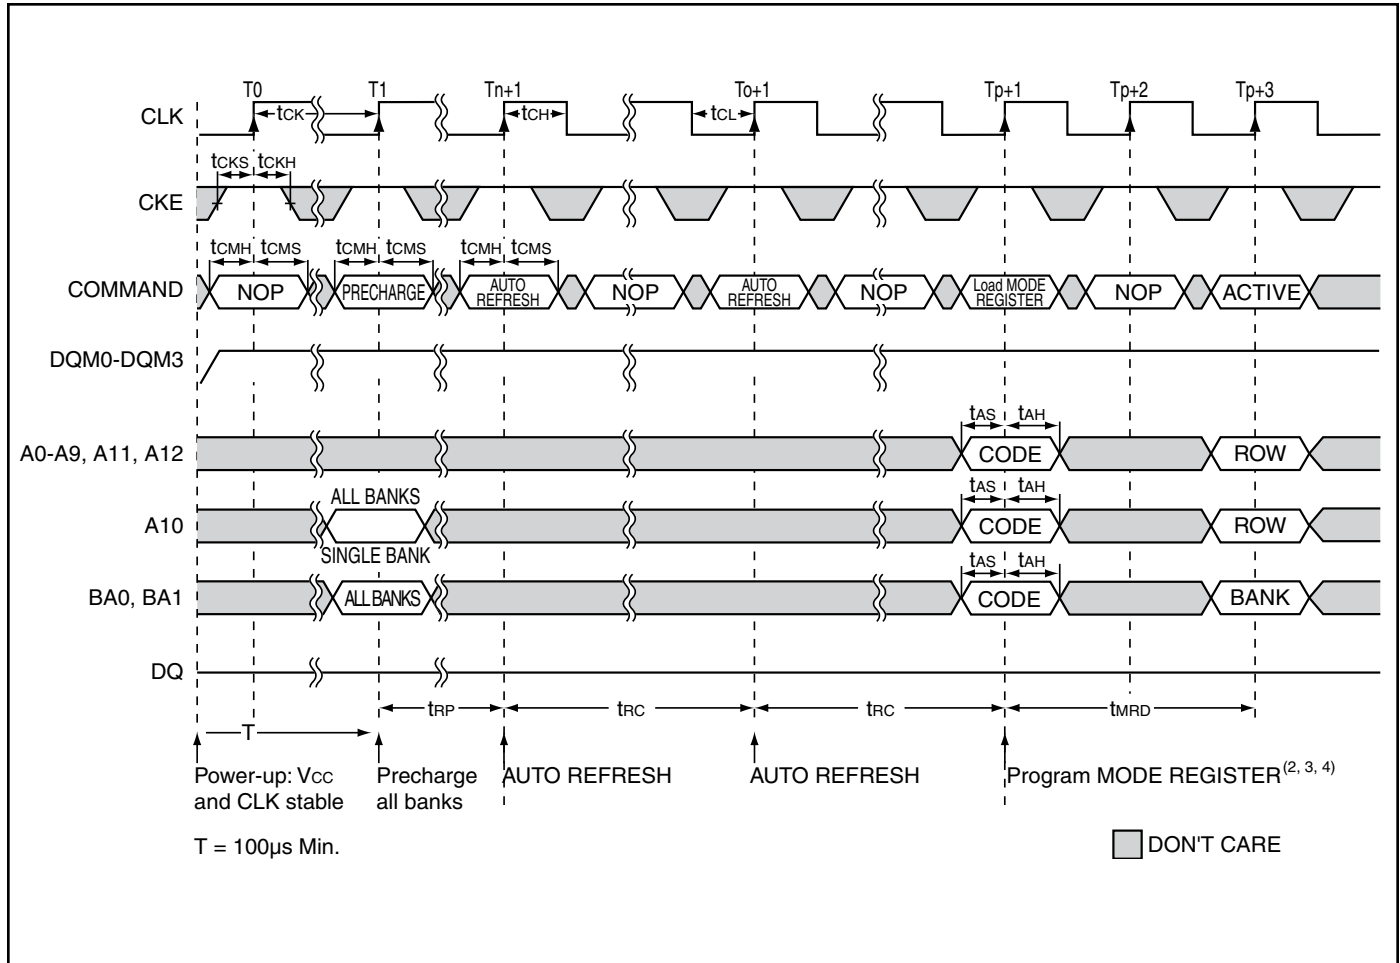 T0 T1 Tn+1 To+1 Tp+1 Tp+2 Tp+3
CLK tCK tCH tCL
tCKS tCKH
CKE
tCMH tCMS tCMH tCMS tCMH tCMS
COMMAND NOP PRECHARGE AUTO REFRESH NOP AUTO REFRESH NOP Load MODE REGISTER NOP ACTIVE
DQM0-DQM3
tAS tAH
A0-A9, A11, A12 CODE ROW
ALL BANKS tAS tAH
A10 CODE ROW
SINGLE BANK tAS tAH
BA0, BA1 ALL BANKS CODE BANK
DQ
tRP tRC tRC tMRD
T
Power-up: VCC Precharge AUTO REFRESH AUTO REFRESH Program MODE REGISTER(2, 3, 4)
and CLK stable all banks
T = 100µs Min. DON'T CARE